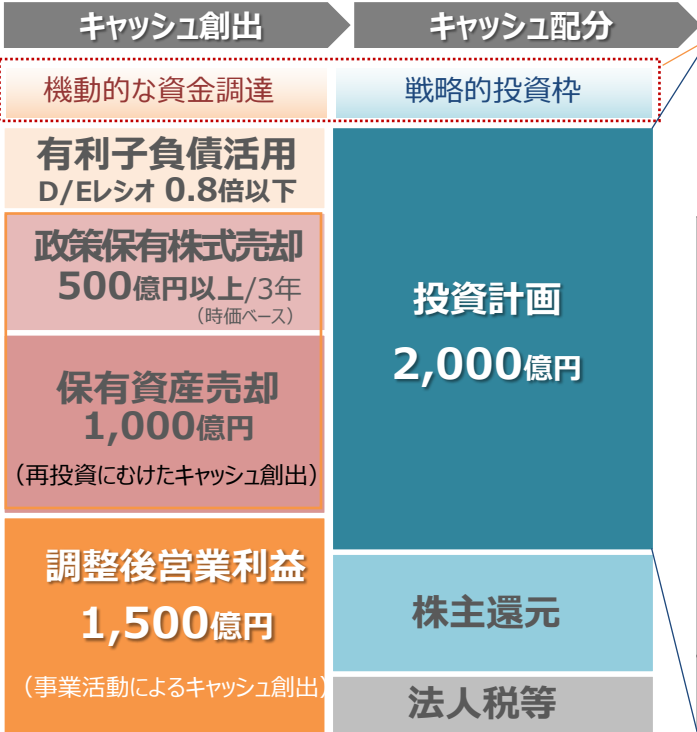 キャッシュ創出
キャッシュ配分
機動的な資金調達
戦略的投資枠
有利子負債活用
D/Eレシオ 0.8倍以下
政策保有株式売却
500億円以上/3年
（時価ベース）
保有資産売却
1,000億円
（再投資にむけたキャッシュ創出）
調整後営業利益
1,500億円
（事業活動によるキャッシュ創出）
投資計画
2,000億円
株主還元
法人税等